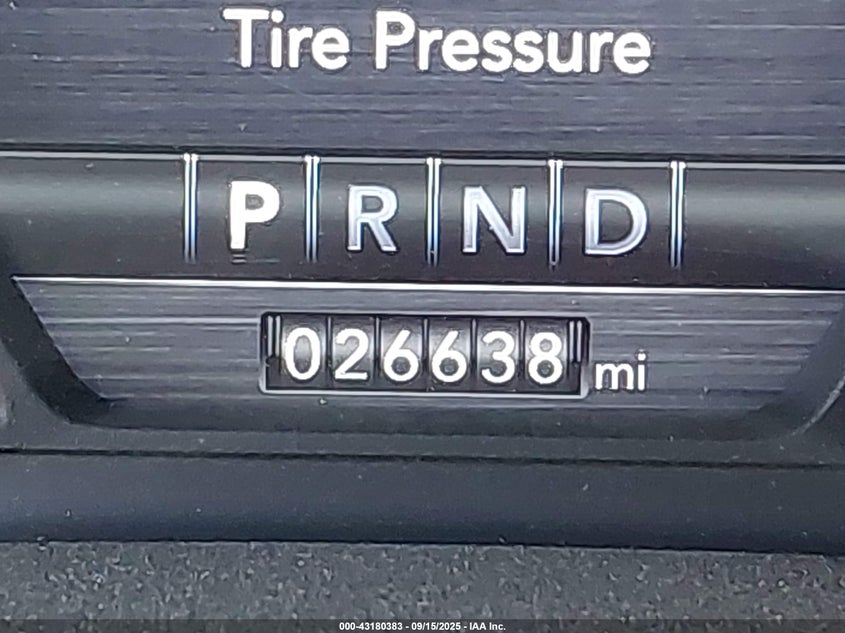 Tire Pressure
P R N D
026638 mi
000-43180383 - 09/15/2025 - IAA Inc.